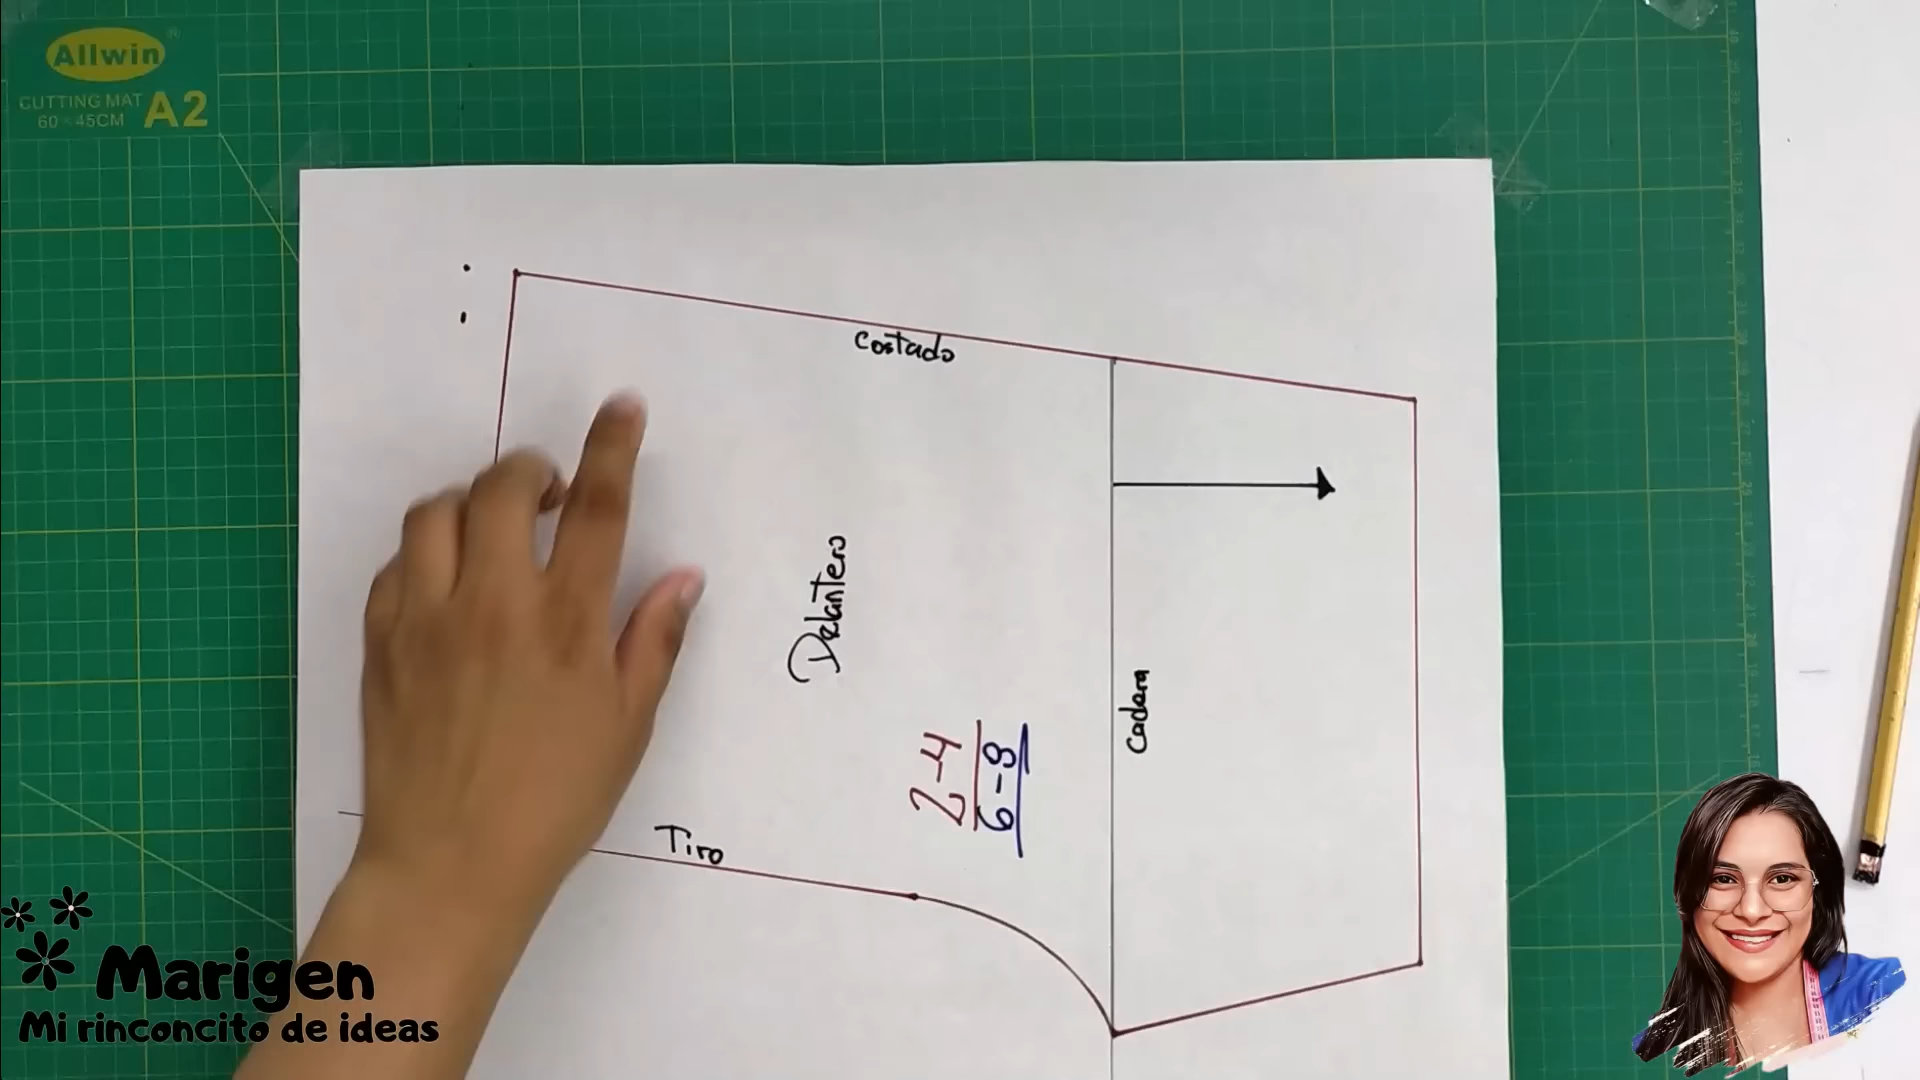 Allwin®
CUTTING MAT A2
60 × 45CM
Costado
Delantero
Cadera
2-4
6-8
Tiro
Marigen
Mi rinconcito de ideas